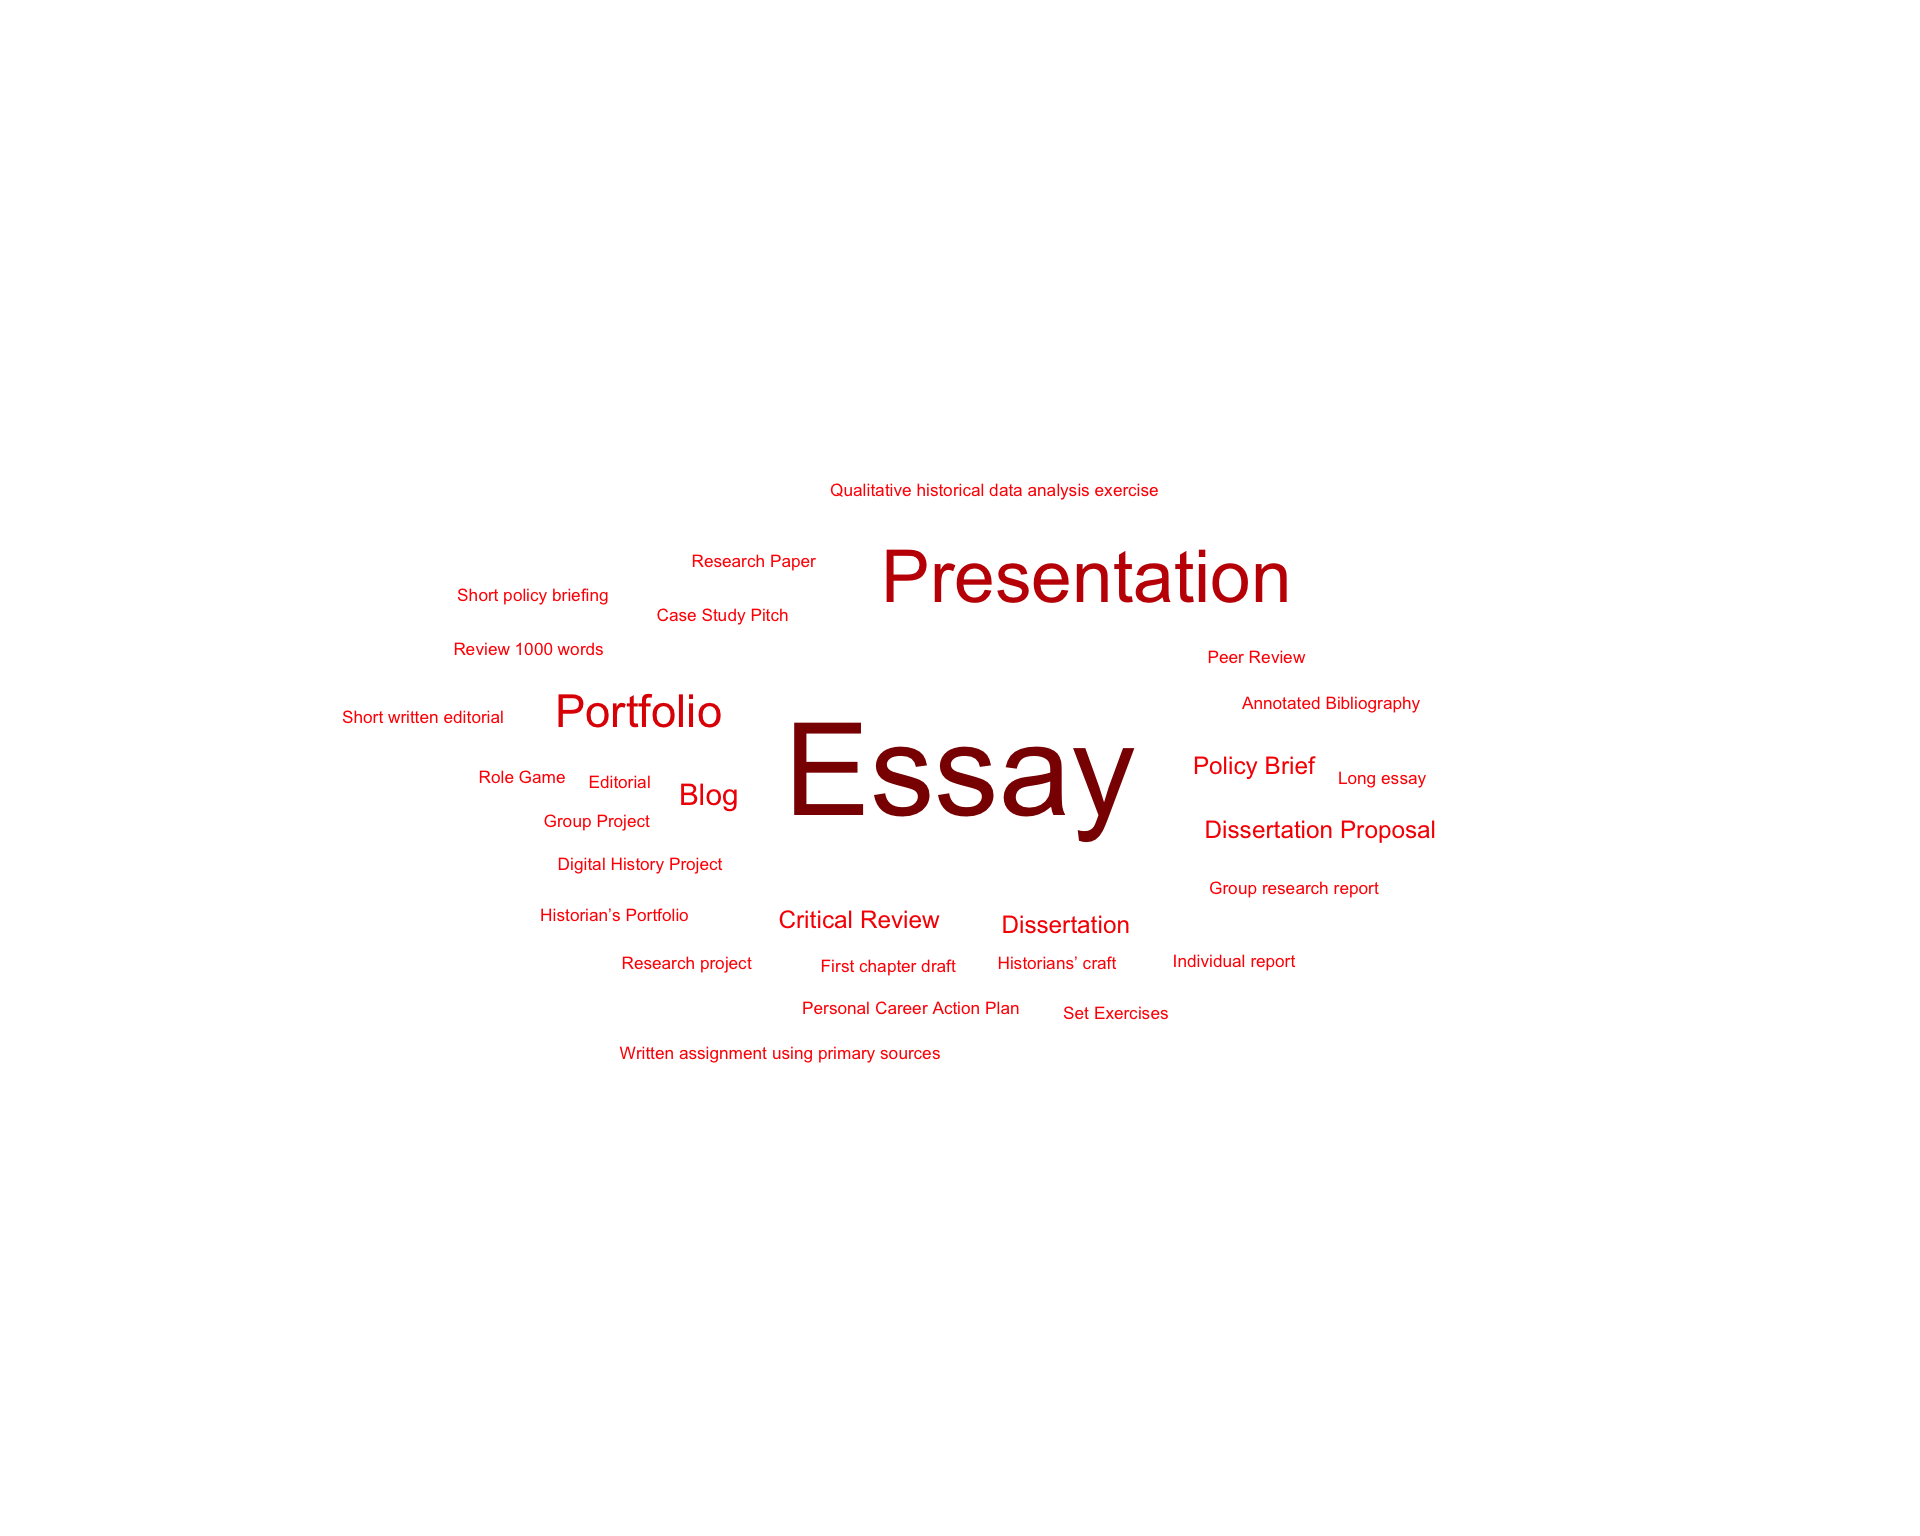 Qualitative historical data analysis exercise
Research Paper
Presentation
Short policy briefing
Case Study Pitch
Review 1000 words
Peer Review
Annotated Bibliography
Short written editorial
Portfolio
Essay
Policy Brief
Long essay
Role Game
Editorial
Blog
Group Project
Dissertation Proposal
Digital History Project
Group research report
Historian’s Portfolio
Critical Review
Dissertation
Research project
First chapter draft
Historians’ craft
Individual report
Personal Career Action Plan
Set Exercises
Written assignment using primary sources